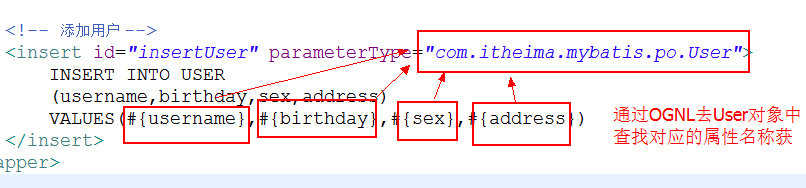 <!-- 添加用户 -->
<insert id="insertUser" parameterType="com.itheima.mybatis.po.User">
INSERT INTO USER
(username,birthday,sex,address)
VALUES(#{username},#{birthday},#{sex},#{address})
</insert>
apper>
通过OGNL去User对象中
查找对应的属性名称获